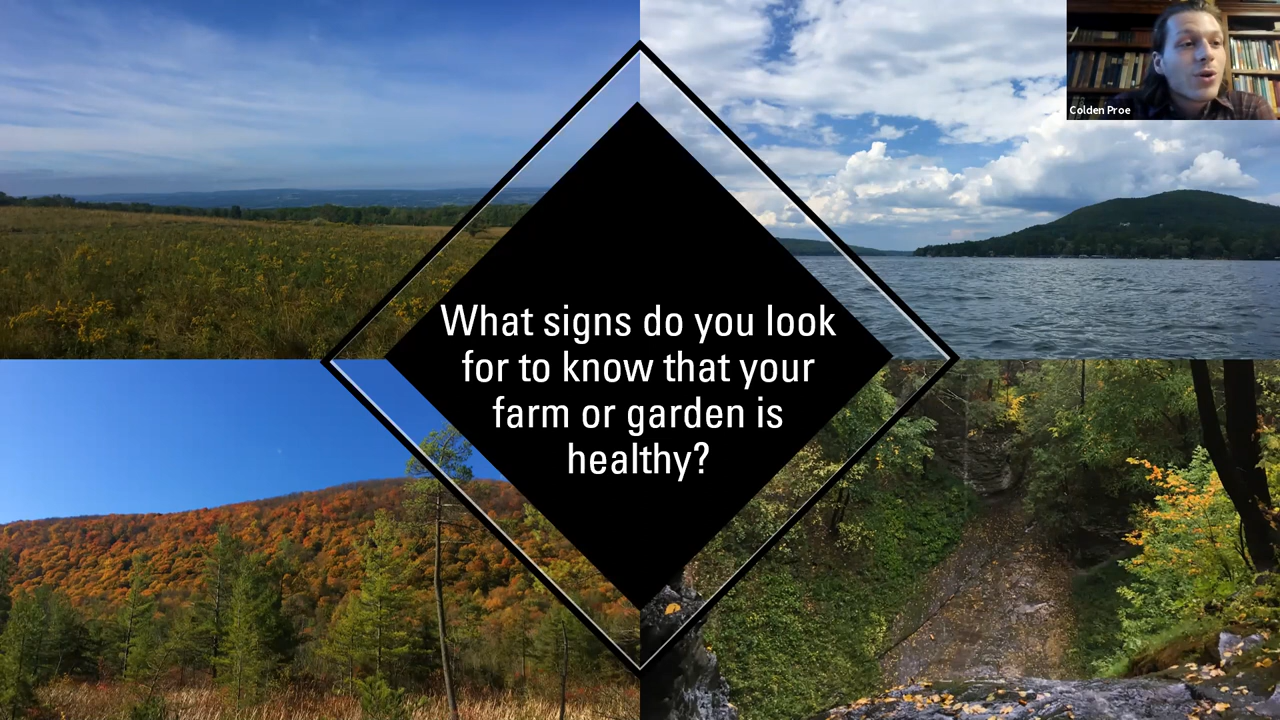 Colden Proe
What signs do you look
for to know that your
farm or garden is
healthy?